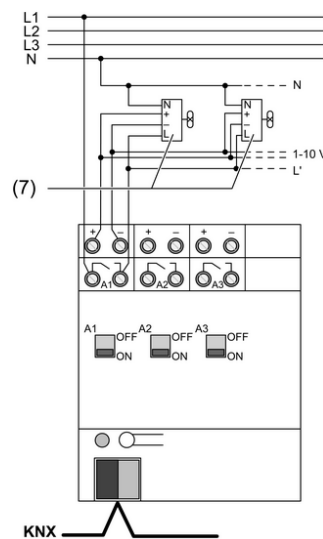 L1
L2
L3
N
N
N N
+ +
− −
L L
1-10 V
L'
(7)
+ − + − + −
A1 A2 A3
A1 OFF A2 OFF A3 OFF
ON ON ON
KNX